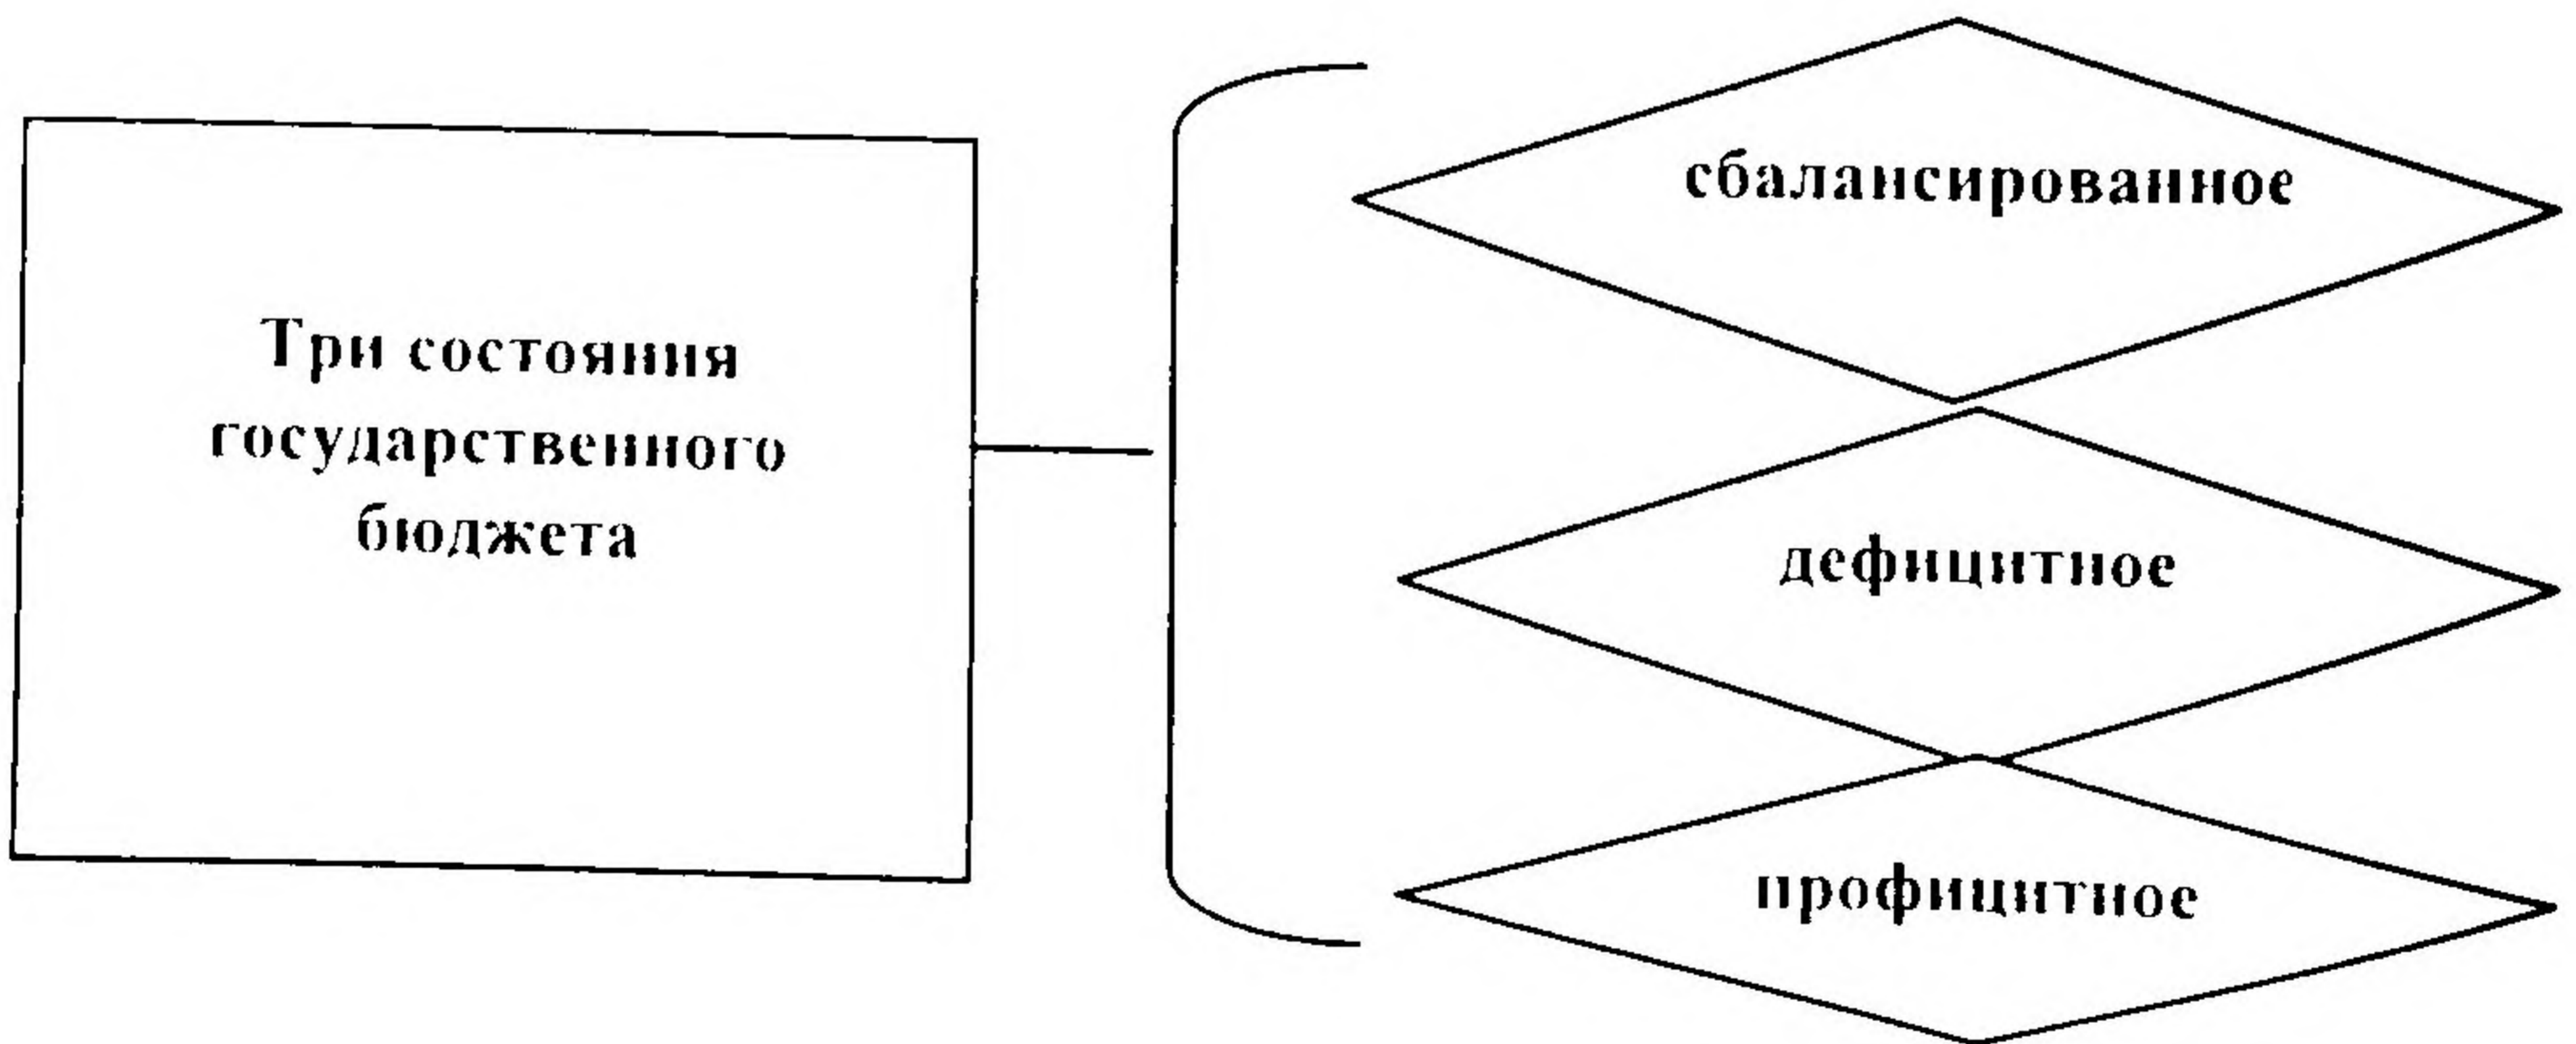 Три состояния
государственного
бюджета
сбалансированное
дефицитное
профицитное